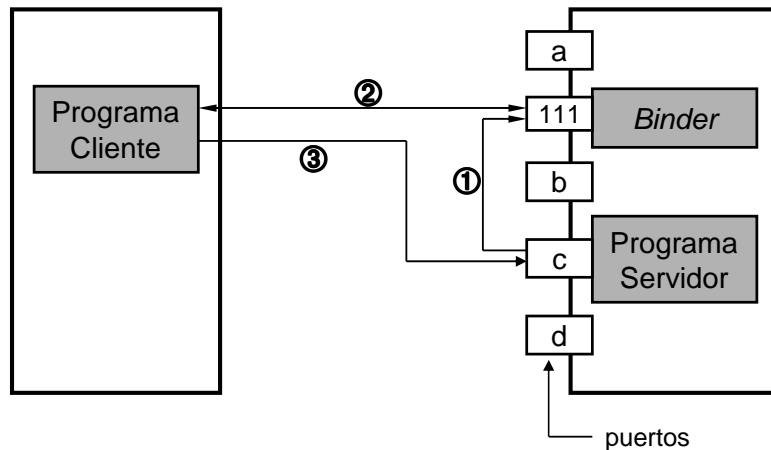 Programa
Cliente
②
③
①
a
111
Binder
b
c
Programa
Servidor
d
puertos